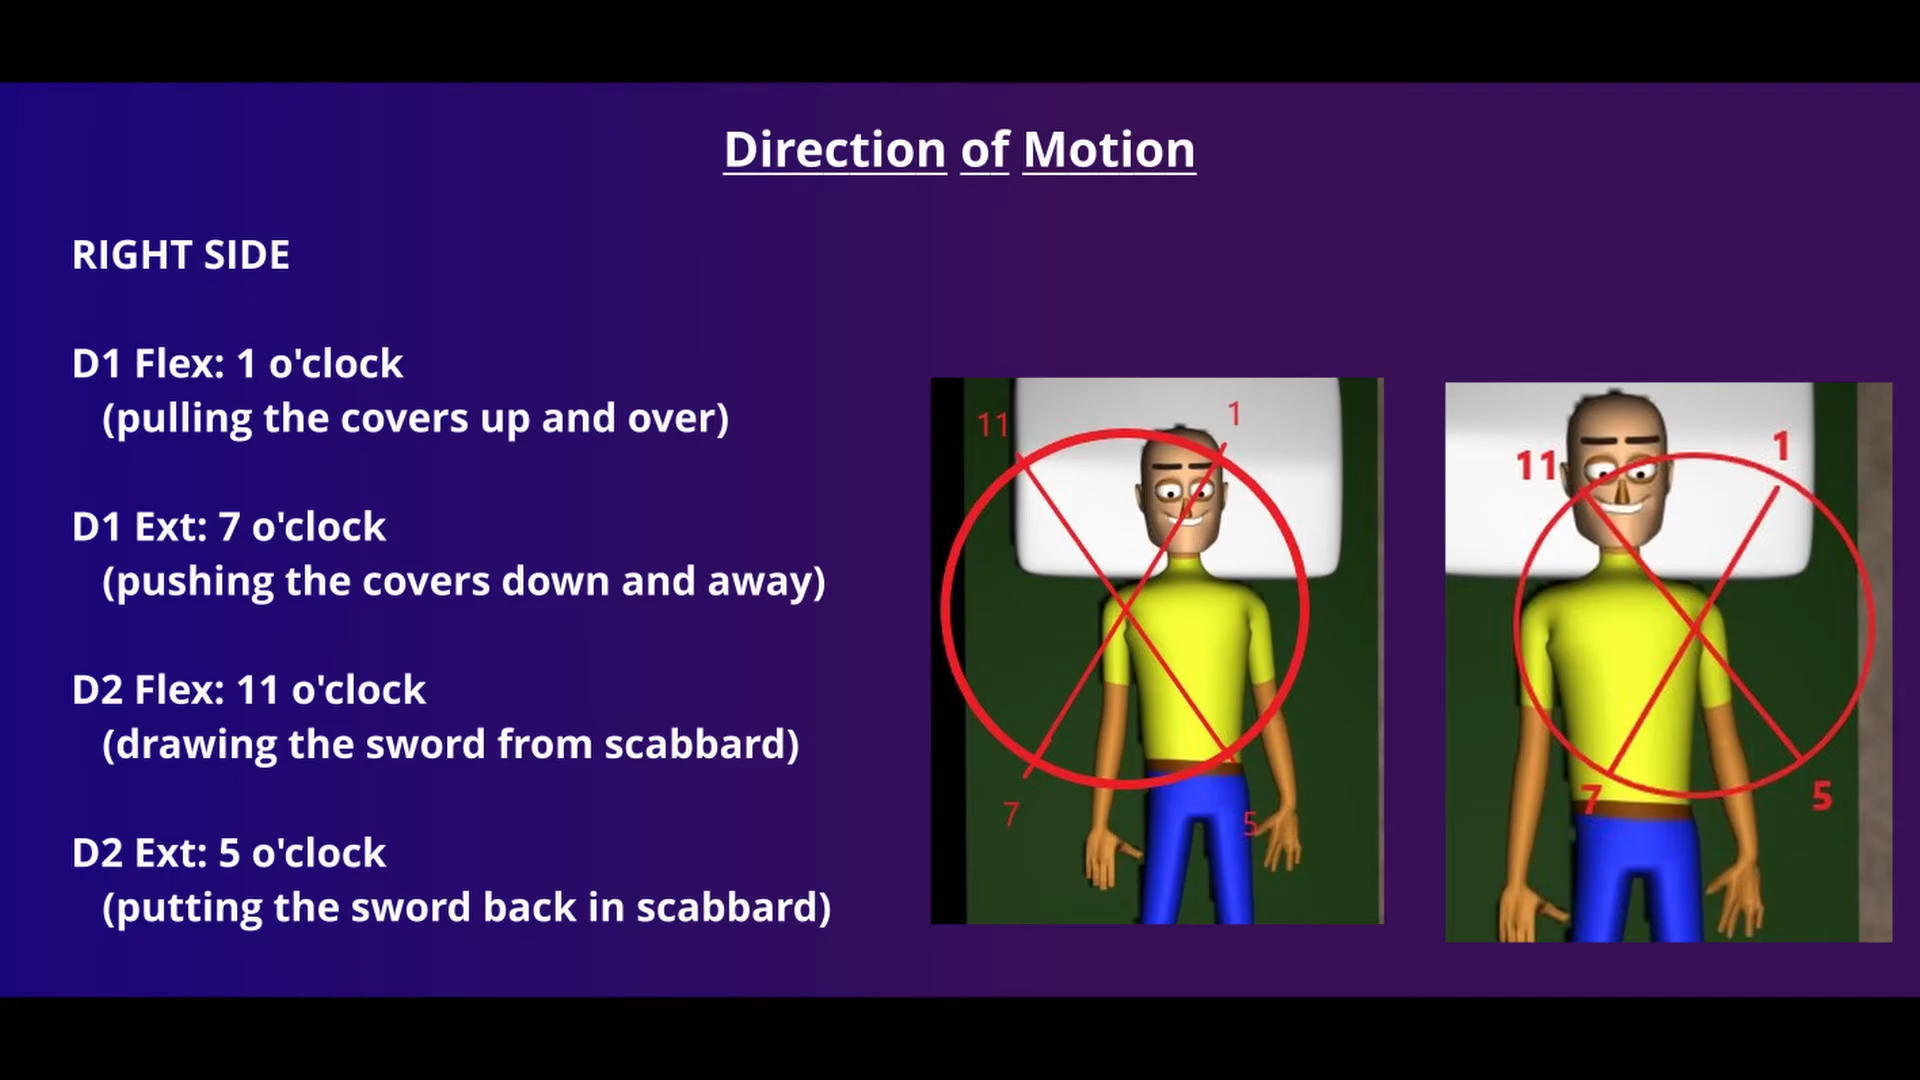 Direction of Motion
RIGHT SIDE
D1 Flex: 1 o'clock
(pulling the covers up and over)
D1 Ext: 7 o'clock
(pushing the covers down and away)
D2 Flex: 11 o'clock
(drawing the sword from scabbard)
D2 Ext: 5 o'clock
(putting the sword back in scabbard)
11 1
7 5
11 1
7 5